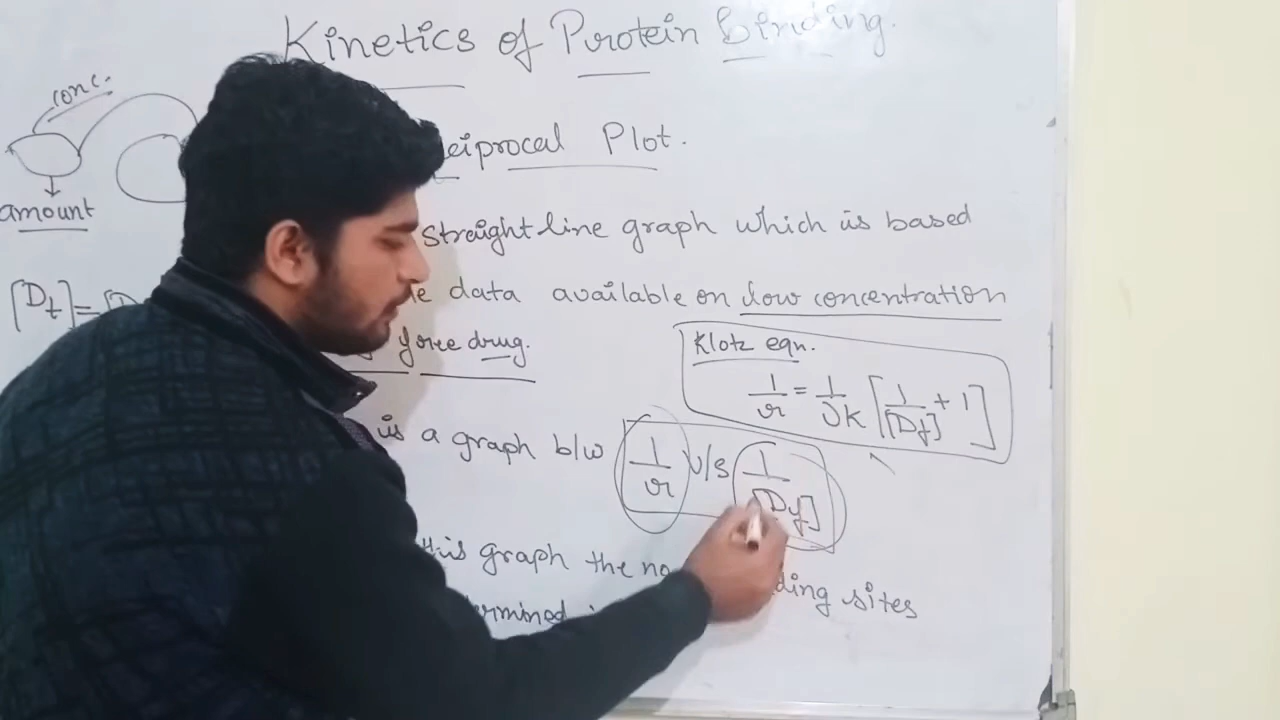 Kinetics of Protein binding.
conc.
Plot.
amount
straight line graph which is based
data available on low concentration
[Dt]=
free drug.
Klotz eqn.
1/r = 1/νK [1/[Df] + 1]
is a graph b/w 1/r v/s 1/[Df]
this graph the no
sites